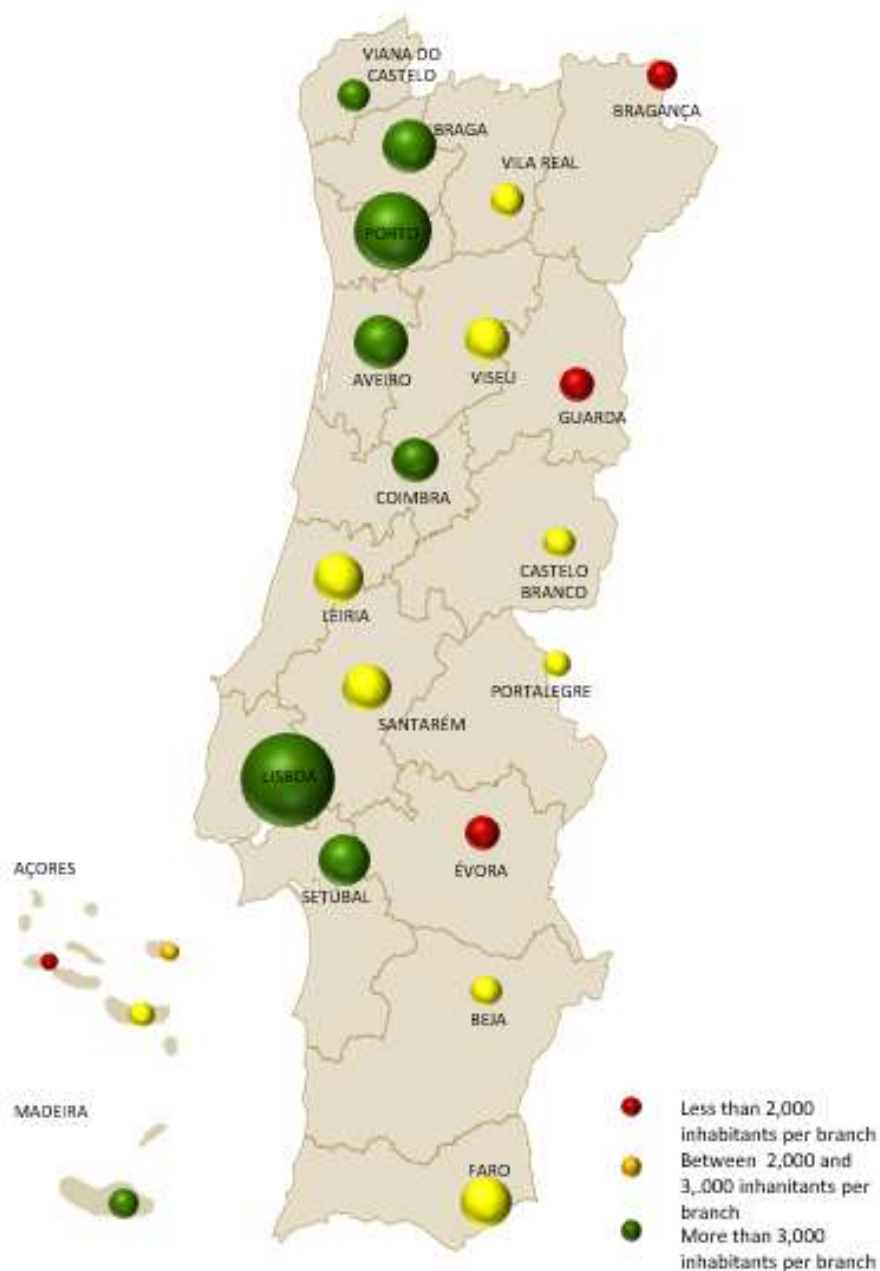 VIANA DO
CASTELO
BRAGANÇA
BRAGA
VILA REAL
PORTO
AVEIRO
VISEU
GUARDA
COIMBRA
CASTELO
BRANCO
LEIRIA
PORTALEGRE
SANTARÉM
LISBOA
ÉVORA
SETÚBAL
AÇORES
BEJA
MADEIRA
FARO
Less than 2,000
inhabitants per branch
Between 2,000 and
3,.000 inhanitants per
branch
More than 3,000
inhabitants per branch